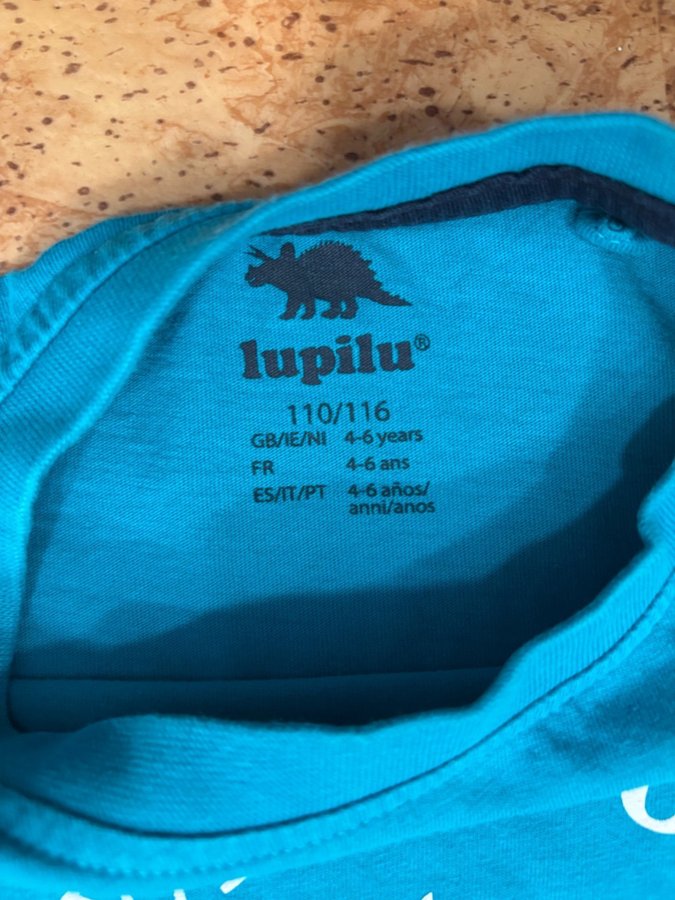 lupilu®
110/116
GB/IE/NI 4-6 years
FR 4-6 ans
ES/IT/PT 4-6 años/
anni/anos